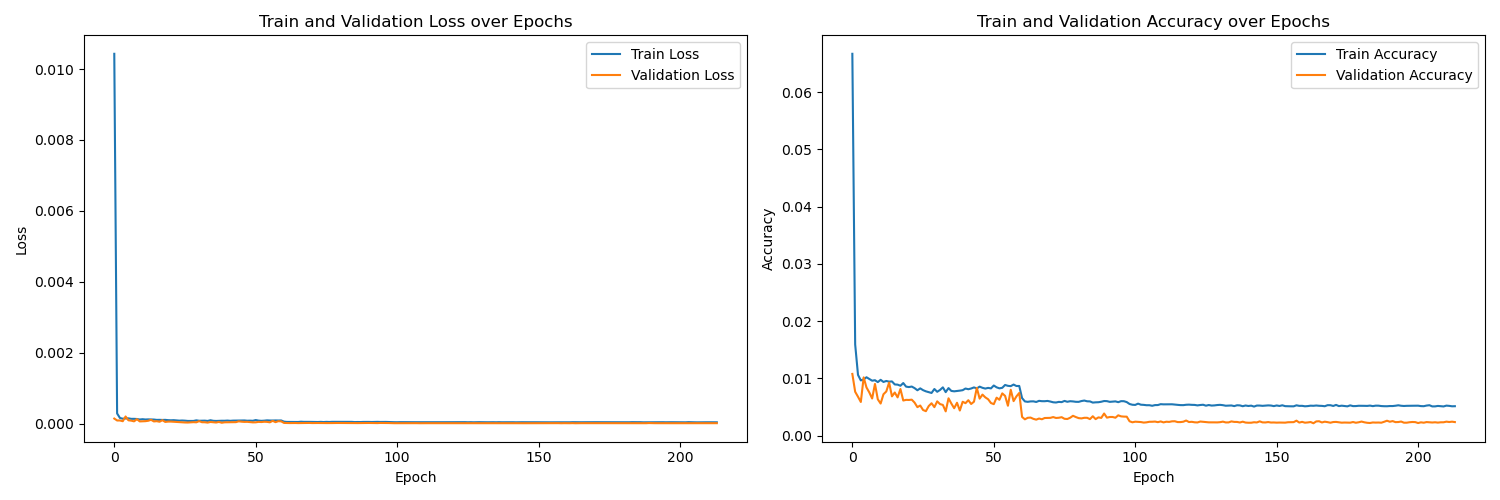 Train and Validation Loss over Epochs
Train Loss
Validation Loss
0.010
0.008
0.006
0.004
0.002
0.000
Loss
0
50
100
150
200
Epoch
Train and Validation Accuracy over Epochs
Train Accuracy
Validation Accuracy
0.06
0.05
0.04
0.03
0.02
0.01
0.00
Accuracy
0
50
100
150
200
Epoch